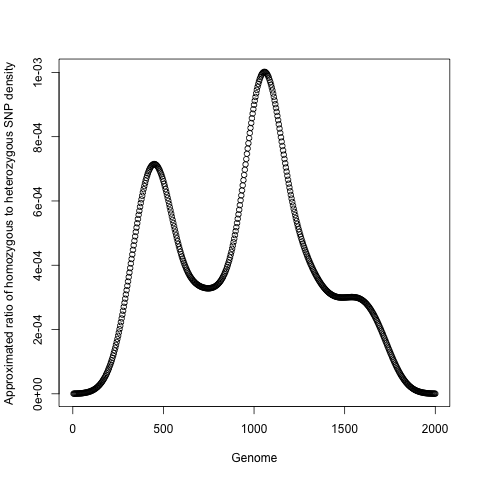 Approximated ratio of homozygous to heterozygous SNP density
1e-03
8e-04
6e-04
4e-04
2e-04
0e+00
0 500 1000 1500 2000
Genome